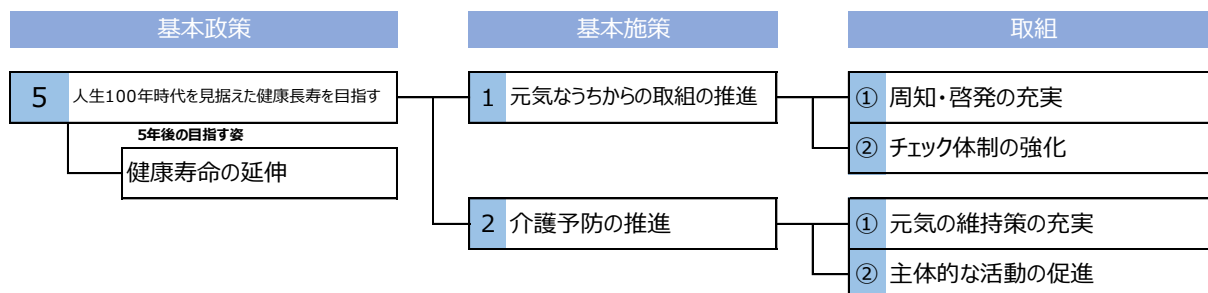 基本政策
基本施策
取組
5 人生100年時代を見据えた健康長寿を目指す
5年後の目指す姿
健康寿命の延伸
1 元気なうちからの取組の推進
① 周知・啓発の充実
② チェック体制の強化
2 介護予防の推進
① 元気の維持策の充実
② 主体的な活動の促進